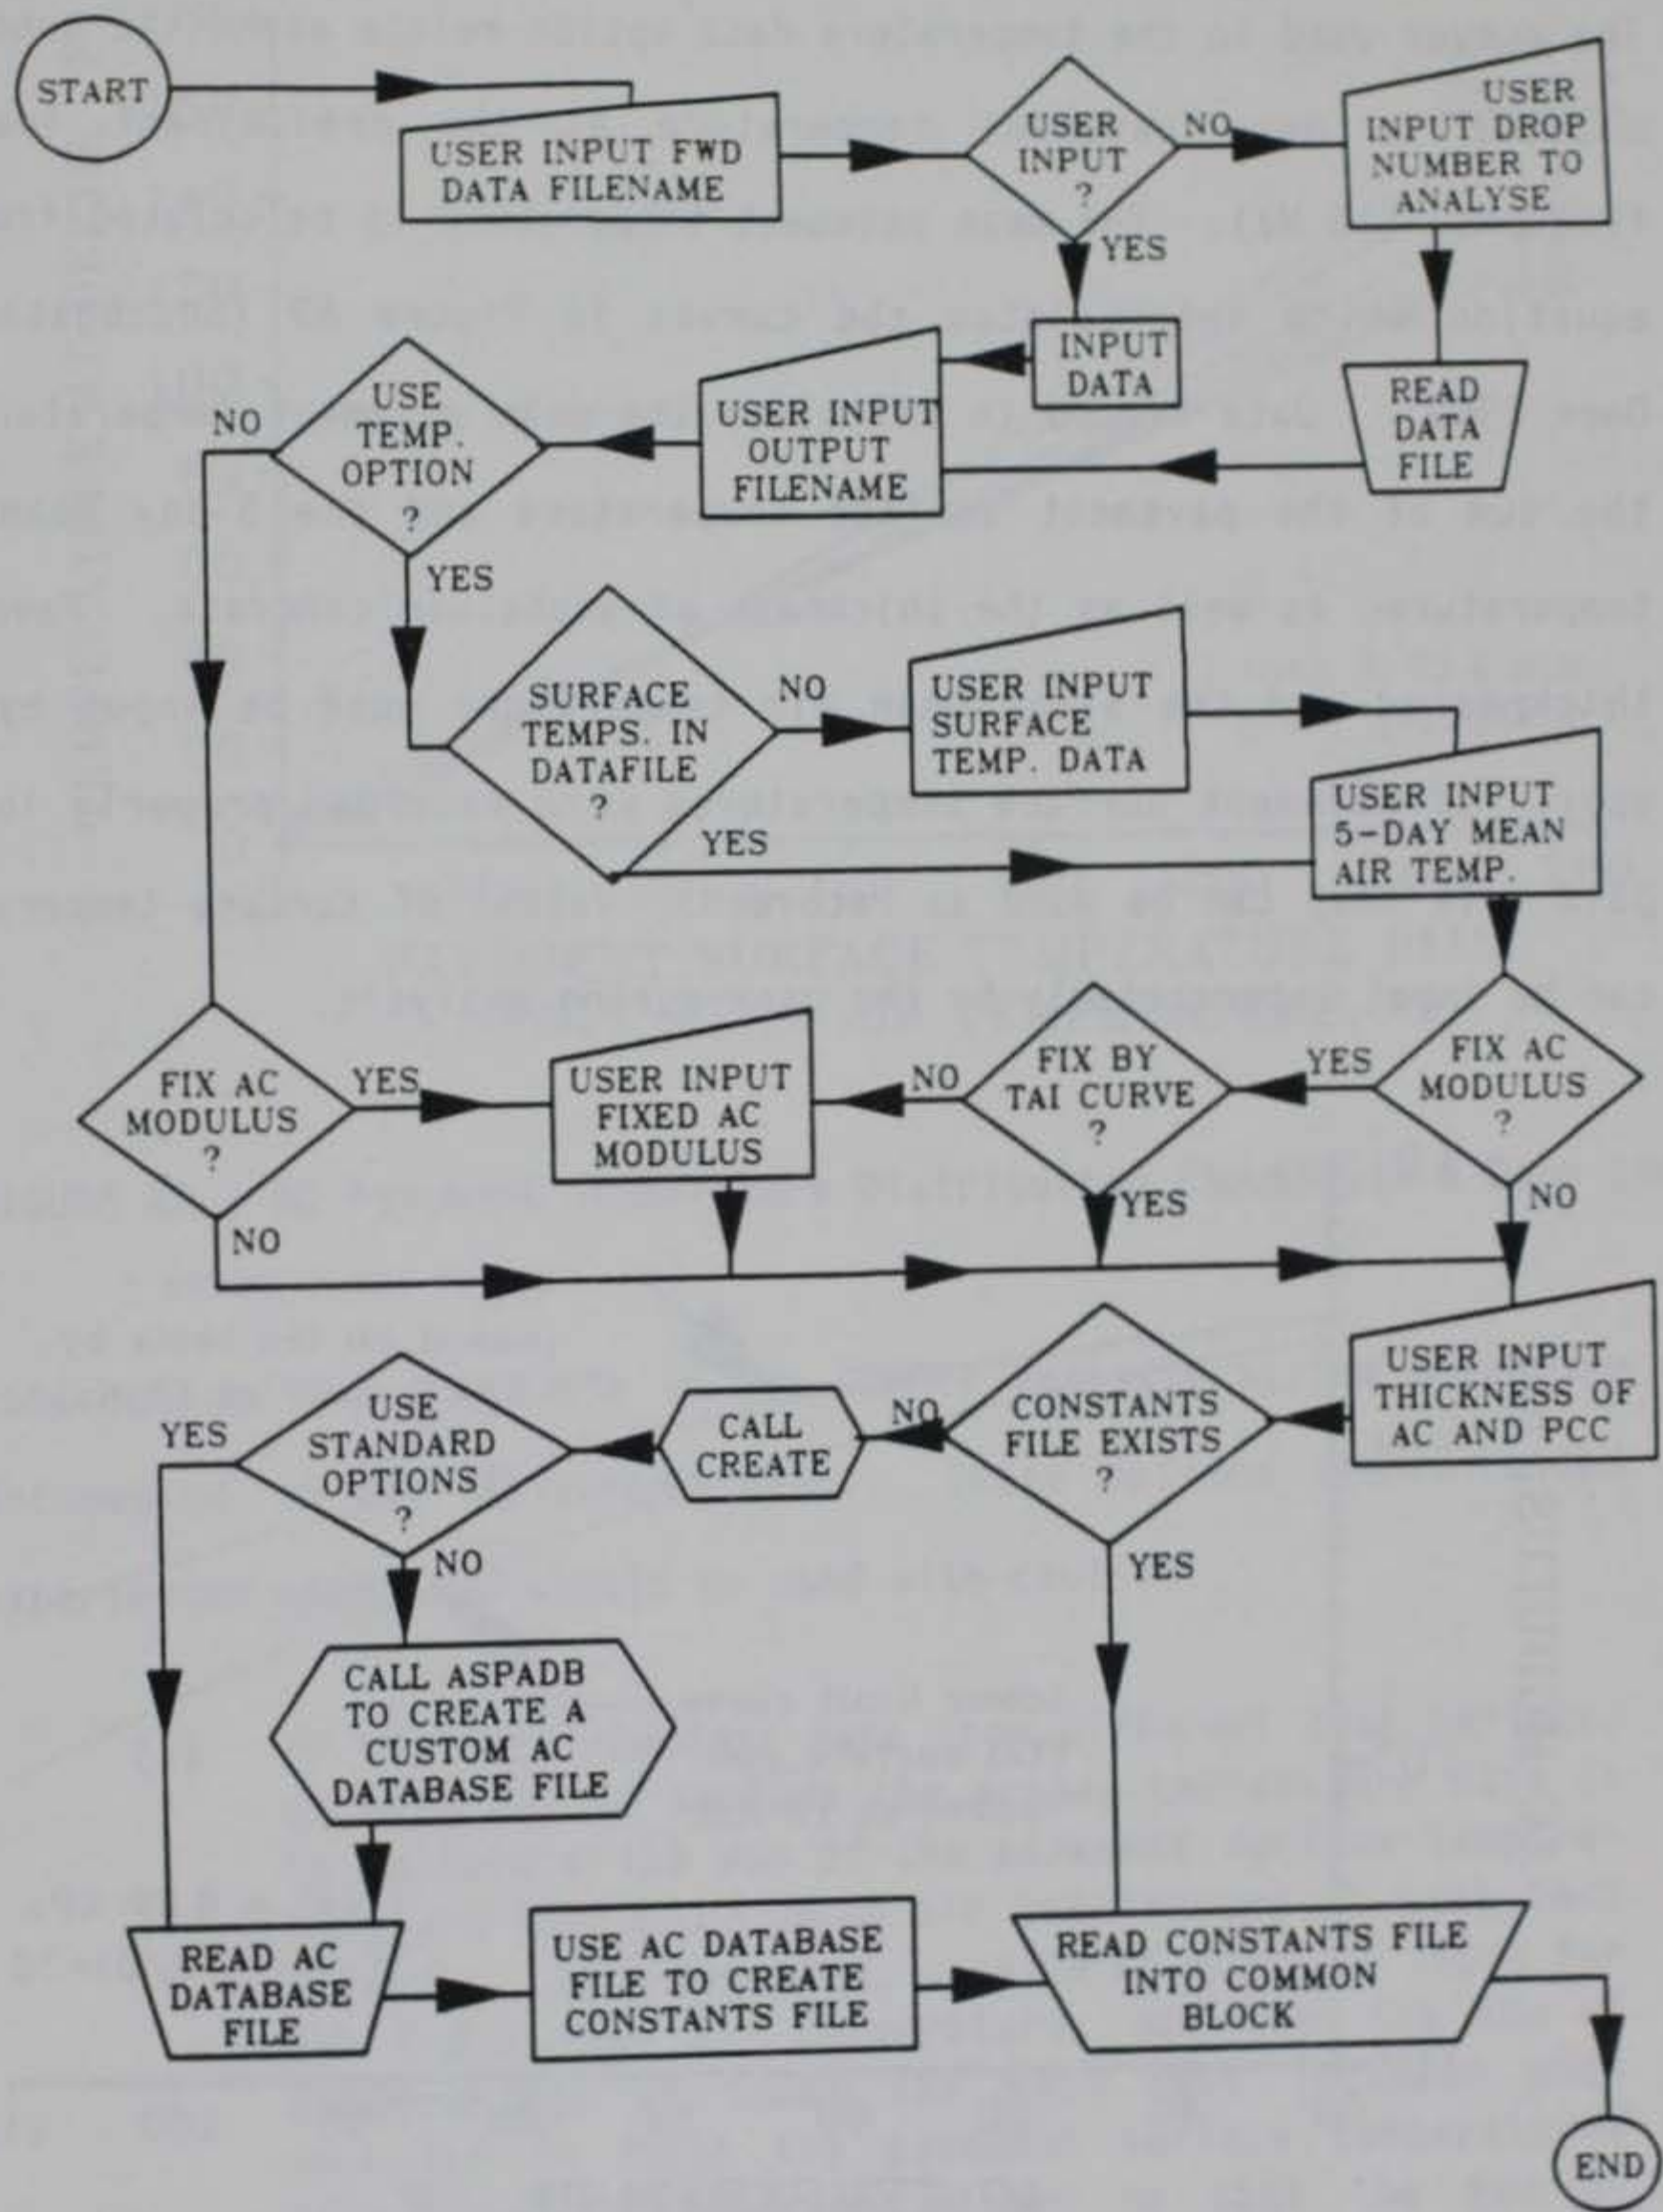 START
USER INPUT FWD
DATA FILENAME
USER
INPUT
?
NO
YES
USER
INPUT DROP
NUMBER TO
ANALYSE
READ
DATA
FILE
INPUT
DATA
USER INPUT
OUTPUT
FILENAME
USE
TEMP.
OPTION
?
NO
YES
SURFACE
TEMPS. IN
DATAFILE
?
NO
YES
USER INPUT
SURFACE
TEMP. DATA
USER INPUT
5-DAY MEAN
AIR TEMP.
FIX AC
MODULUS
?
YES
NO
FIX BY
TAI CURVE
?
NO
YES
USER INPUT
FIXED AC
MODULUS
FIX AC
MODULUS
?
YES
NO
USER INPUT
THICKNESS OF
AC AND PCC
CONSTANTS
FILE EXISTS
?
NO
YES
CALL
CREATE
USE
STANDARD
OPTIONS
?
YES
NO
CALL ASPADB
TO CREATE A
CUSTOM AC
DATABASE FILE
READ AC
DATABASE
FILE
USE AC DATABASE
FILE TO CREATE
CONSTANTS FILE
READ CONSTANTS FILE
INTO COMMON
BLOCK
END